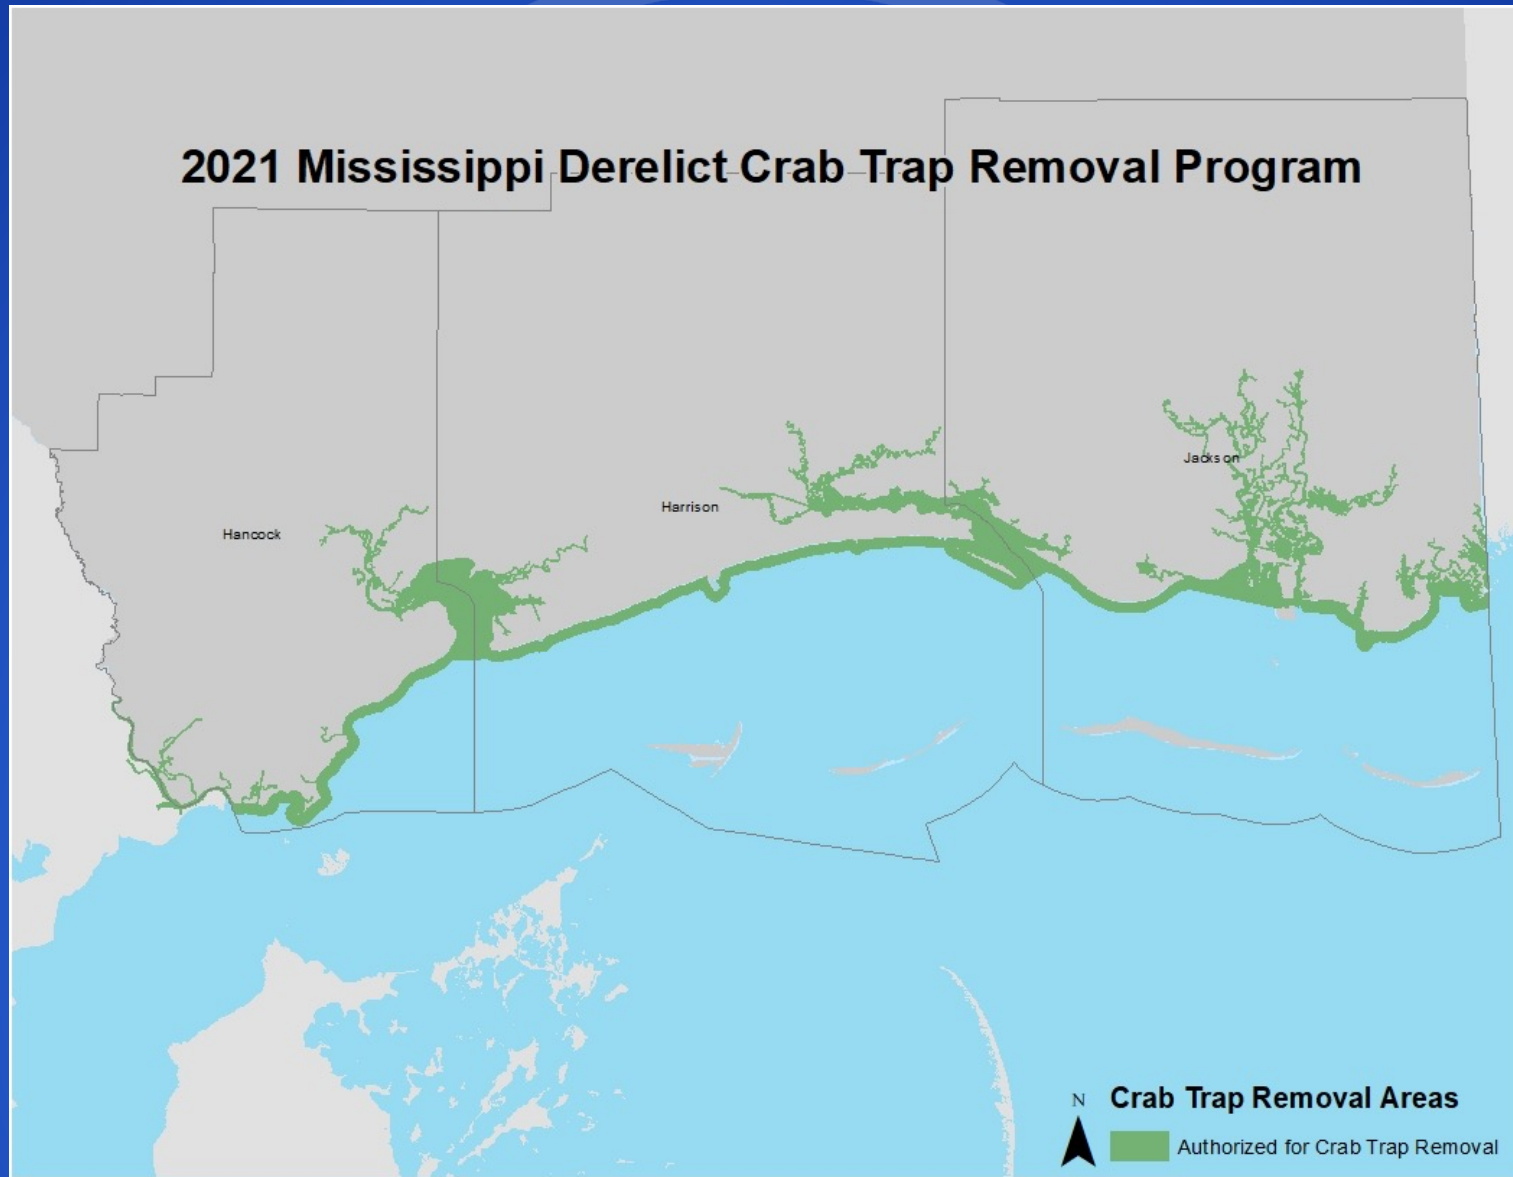 2021 Mississippi Derelict Crab Trap Removal Program
Jackson
Harrison
Hancock
N
Crab Trap Removal Areas
Authorized for Crab Trap Removal